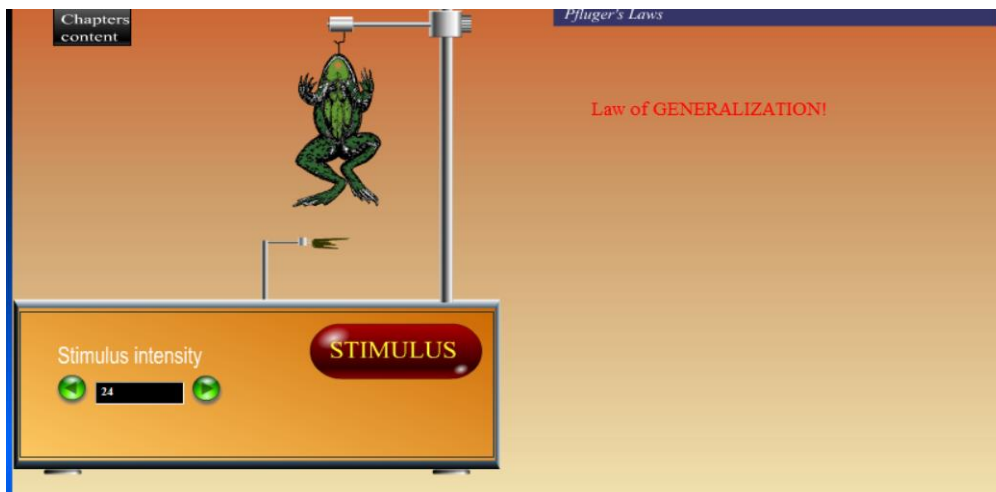 Chapters
content
Pfluger's Laws
Law of GENERALIZATION!
STIMULUS
Stimulus intensity
24